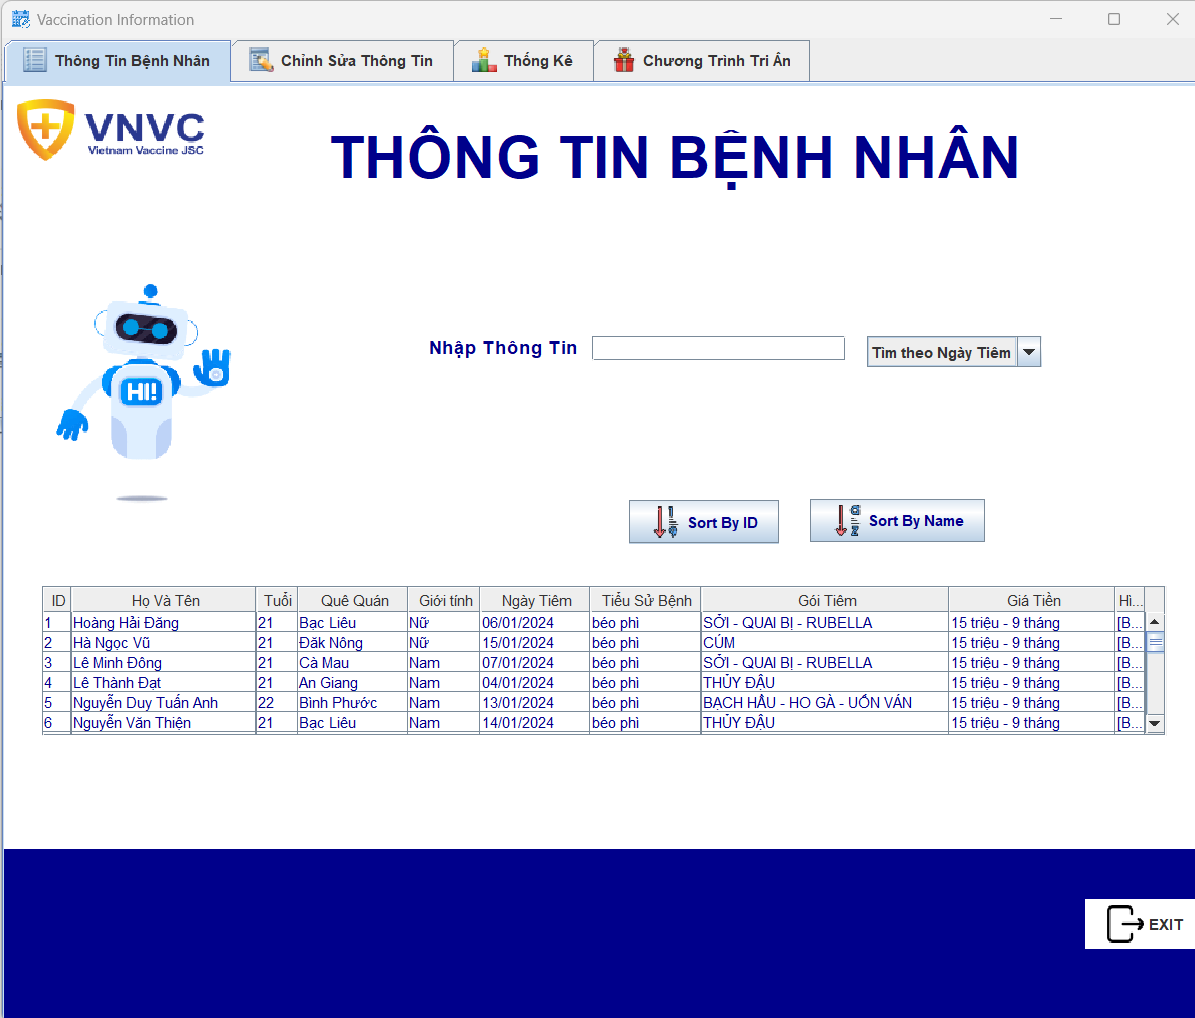 Vaccination Information
Thông Tin Bệnh Nhân
Chỉnh Sửa Thông Tin
Thống Kê
Chương Trình Tri Ân
VNVC
Vietnam Vaccine JSC
THÔNG TIN BỆNH NHÂN
HI!
Nhập Thông Tin
Tìm theo Ngày Tiêm
Sort By ID
Sort By Name
ID Họ Và Tên Tuổi Quê Quán Giới tính Ngày Tiêm Tiểu Sử Bệnh Gói Tiêm Giá Tiền Hì...
1 Hoàng Hải Đăng 21 Bạc Liêu Nữ 06/01/2024 béo phì SỞI - QUAI BỊ - RUBELLA 15 triệu - 9 tháng [B...
2 Hà Ngọc Vũ 21 Đăk Nông Nữ 15/01/2024 béo phì CÚM 15 triệu - 9 tháng [B...
3 Lê Minh Đông 21 Cà Mau Nam 07/01/2024 béo phì SỞI - QUAI BỊ - RUBELLA 15 triệu - 9 tháng [B...
4 Lê Thành Đạt 21 An Giang Nam 04/01/2024 béo phì THỦY ĐẬU 15 triệu - 9 tháng [B...
5 Nguyễn Duy Tuấn Anh 22 Bình Phước Nam 13/01/2024 béo phì BẠCH HẦU - HO GÀ - UỐN VÁN 15 triệu - 9 tháng [B...
6 Nguyễn Văn Thiện 21 Bạc Liêu Nam 14/01/2024 béo phì THỦY ĐẬU 15 triệu - 9 tháng [B...
EXIT